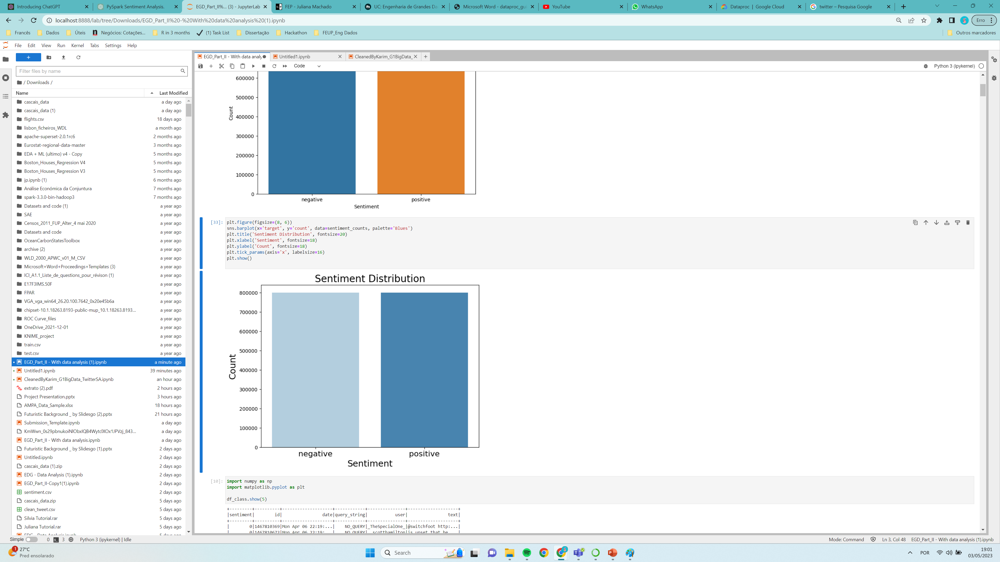 Introducing ChatGPT
PySpark Sentiment Analysis.
EGD_Part_II%... (3) - JupyterLab
FEP - Juliana Machado
UC: Engenharia de Grandes Da
Microsoft Word - dataproc_gui
YouTube
WhatsApp
Dataproc | Google Cloud
twitter – Pesquisa Google
localhost:8888/lab/tree/Downloads/EGD_Part_II%20-%20With%20data%20analysis%20(1).ipynb
Erro
Francês
Dados
Úteis
Negócios: Cotações...
R in 3 months
(1) Task List
Dissertação
Hackathon
FEUP_Eng Dados
Outros marcadores
File Edit View Run Kernel Tabs Settings Help
Filter files by name
/ Downloads /
Name Last Modified
cascais_data a day ago
cascais_data (1) a day ago
flights.csv 18 days ago
lisbon_ficheiros_WDL a month ago
apache-superset-2.0.1rc6 2 months ago
Eurostat-regional-data-master 3 months ago
EDA + ML (ultimo) v4 - Copy 5 months ago
Boston_Houses_Regression V4 5 months ago
Boston_Houses_Regression V3 5 months ago
jp.ipynb (1) 6 months ago
Análise Económica da Conjuntura 7 months ago
spark-3.3.0-bin-hadoop3 7 months ago
Datasets and code (1) a year ago
SAE a year ago
Censos_2011_FUP_Alter_4 mai 2020 a year ago
Datasets and code a year ago
OceanCarbonStatesToolbox a year ago
archive (2) a year ago
WLD_2000_APWC_v01_M_CSV a year ago
Microsoft+Word+Proceedings+Templates (3) a year ago
ICI_A1.1_Liste_de_questions_pour_révison (1) a year ago
E17F3IMS.50F a year ago
FPAR a year ago
VGA_vga_win64_26.20.100.7642_0x20e45b6a a year ago
chipset-10.1.18263.8193-public-mup_10.1.18263.8193... a year ago
ROC Curve_files a year ago
OneDrive_2021-12-01 a year ago
KNIME_project a year ago
train.csv a year ago
test.csv a year ago
EGD_Part_II - With data analysis (1).ipynb a minute ago
Untitled1.ipynb 39 minutes ago
CleanedByKarim_G1BigData_TwitterSA.ipynb an hour ago
extrato (2).pdf 2 hours ago
Project Presentation.pptx 3 hours ago
AMPA_Data_Sample.xlsx 18 hours ago
Futuristic Background _ by Slidesgo (2).pptx 21 hours ago
Submission_Template.ipynb a day ago
a day ago
EGD_Part_II - With data analysis.ipynb a day ago
Futuristic Background _ by Slidesgo (1).pptx 2 days ago
Untitled.ipynb 2 days ago
cascais_data (1).zip 2 days ago
EDG - Data Analysis (1).ipynb 2 days ago
EGD_Part_II-Copy1(1).ipynb 2 days ago
sentiment.csv 2 days ago
cascais_data.zip 5 days ago
clean_tweet.csv 5 days ago
Silvia Tutorial.rar 5 days ago
Juliana Tutorial.rar 5 days ago
EGD_Part_II - With data analy
Untitled1.ipynb
CleanedByKarim_G1BigData_
Code
Python 3 (ipykernel)
600000
500000
400000
300000
200000
100000
0
Count
negative positive
Sentiment
[33]:
plt.figure(figsize=(8, 6))
sns.barplot(x='target', y='count', data=sentiment_counts, palette='Blues')
plt.title('Sentiment Distribution', fontsize=20)
plt.xlabel('Sentiment', fontsize=18)
plt.ylabel('Count', fontsize=18)
plt.tick_params(axis='x', labelsize=16)
plt.show()
Sentiment Distribution
800000
700000
600000
500000
400000
300000
200000
100000
0
Count
negative positive
Sentiment
[10]:
import numpy as np
import matplotlib.pyplot as plt
df_class.show(5)
+---------+----------+--------------------+------------+---------------+--------------------+
|sentiment| id| date|query_string| user| text|
+---------+----------+--------------------+------------+---------------+--------------------+
| 0|1467810369|Mon Apr 06 22:19:...| NO_QUERY|_TheSpecialOne_|@switchfoot http:...|
| 0|1467810672|Mon Apr 06 22:19:...| NO_QUERY| scotthamilton|is upset that he ...|
Simple 0 3 Python 3 (ipykernel) | Idle
Mode: Command Ln 3, Col 48 EGD_Part_II - With data analysis (1).ipynb
1
27°C
Pred ensolarado
Search
POR
19:01
03/05/2023